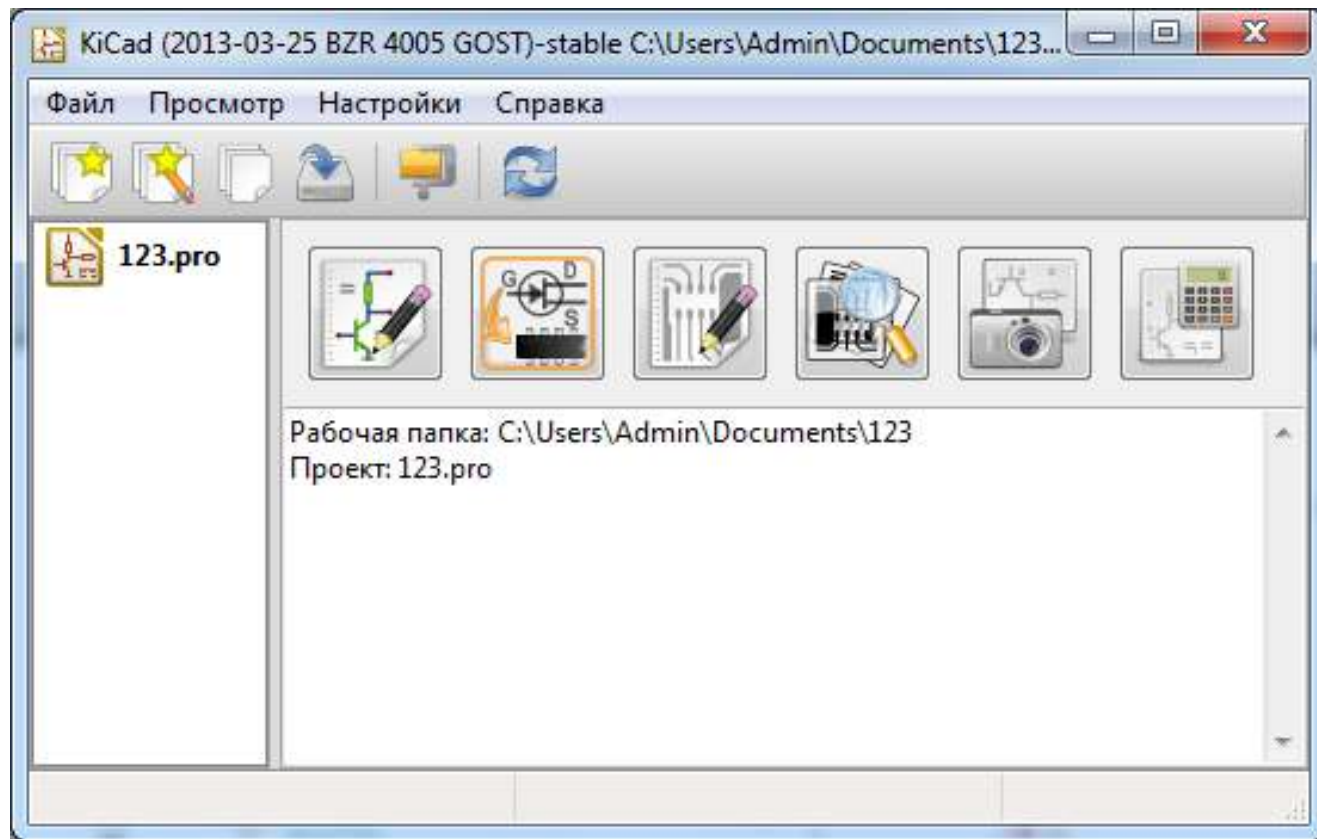 KiCad (2013-03-25 BZR 4005 GOST)-stable C:\Users\Admin\Documents\123...
Файл Просмотр Настройки Справка
123.pro
G D S
Рабочая папка: C:\Users\Admin\Documents\123
Проект: 123.pro